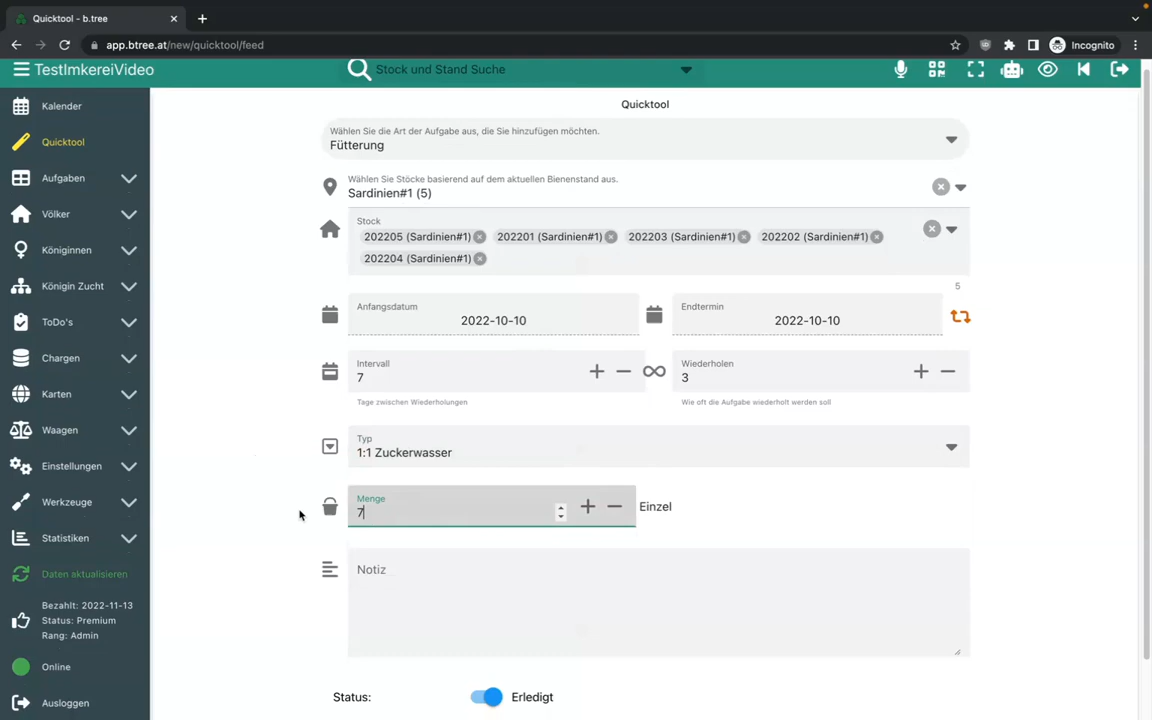 Quicktool - b.tree
app.btree.at/new/quicktool/feed
Incognito
TestImkereiVideo
Stock und Stand Suche
Kalender
Quicktool
Aufgaben
Völker
Königinnen
Königin Zucht
ToDo's
Chargen
Karten
Waagen
Einstellungen
Werkzeuge
Statistiken
Daten aktualisieren
Bezahlt: 2022-11-13
Status: Premium
Rang: Admin
Online
Ausloggen
Quicktool
Wählen Sie die Art der Aufgabe aus, die Sie hinzufügen möchten.
Fütterung
Wählen Sie Stöcke basierend auf dem aktuellen Bienenstand aus.
Sardinien#1 (5)
Stock
202205 (Sardinien#1) 202201 (Sardinien#1) 202203 (Sardinien#1) 202202 (Sardinien#1)
202204 (Sardinien#1)
5
Anfangsdatum
2022-10-10
Endtermin
2022-10-10
Intervall
7
Tage zwischen Wiederholungen
Wiederholen
3
Wie oft die Aufgabe wiederholt werden soll
Typ
1:1 Zuckerwasser
Menge
7
Einzel
Notiz
Status:
Erledigt